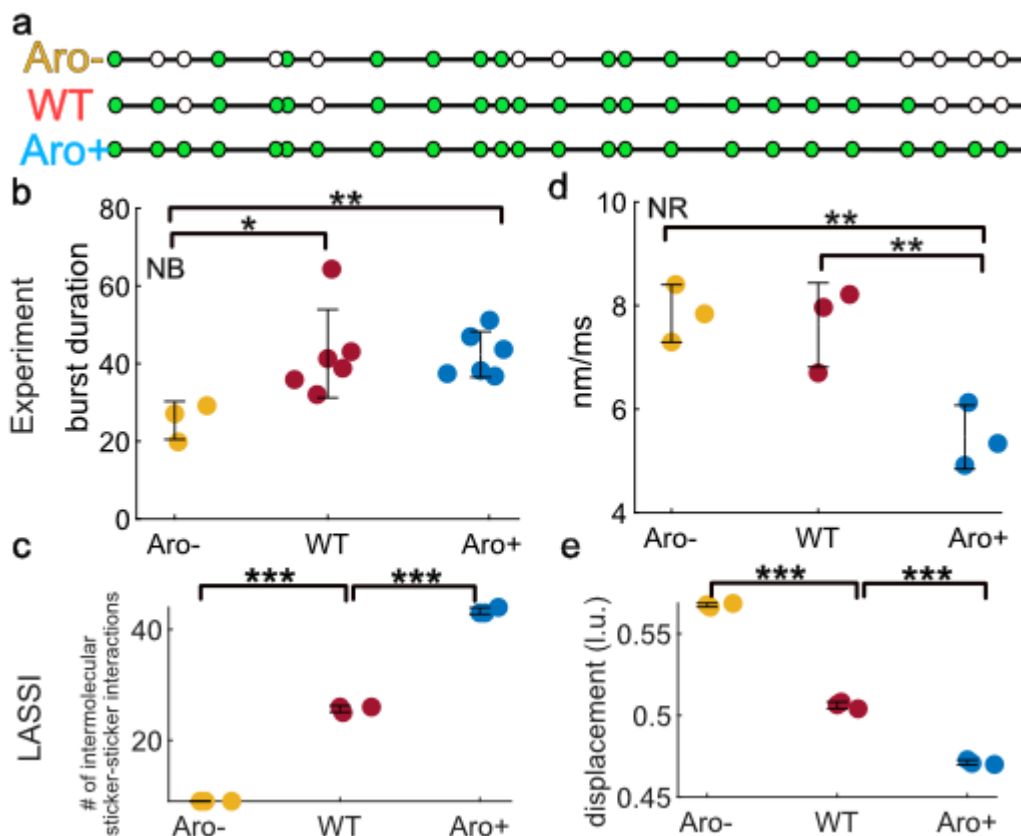 a
Aro-
WT
Aro+
b
Experiment
burst duration
80
60
40
20
0
NB
*
**
Aro-
WT
Aro+
d
nm/ms
10
8
6
4
NR
**
**
Aro-
WT
Aro+
c
LASSI
# of intermolecular
sticker-sticker interactions
40
20
***
***
Aro-
WT
Aro+
e
displacement (l.u.)
0.55
0.5
0.45
***
***
Aro-
WT
Aro+